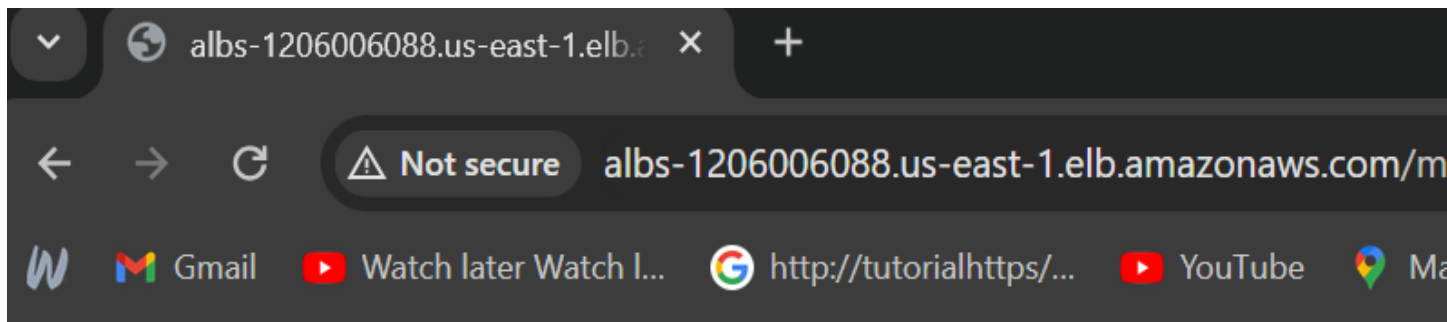 albs-1206006088.us-east-1.elb.
Not secure albs-1206006088.us-east-1.elb.amazonaws.com/m
Gmail Watch later Watch l... http://tutorialhttps/... YouTube Ma